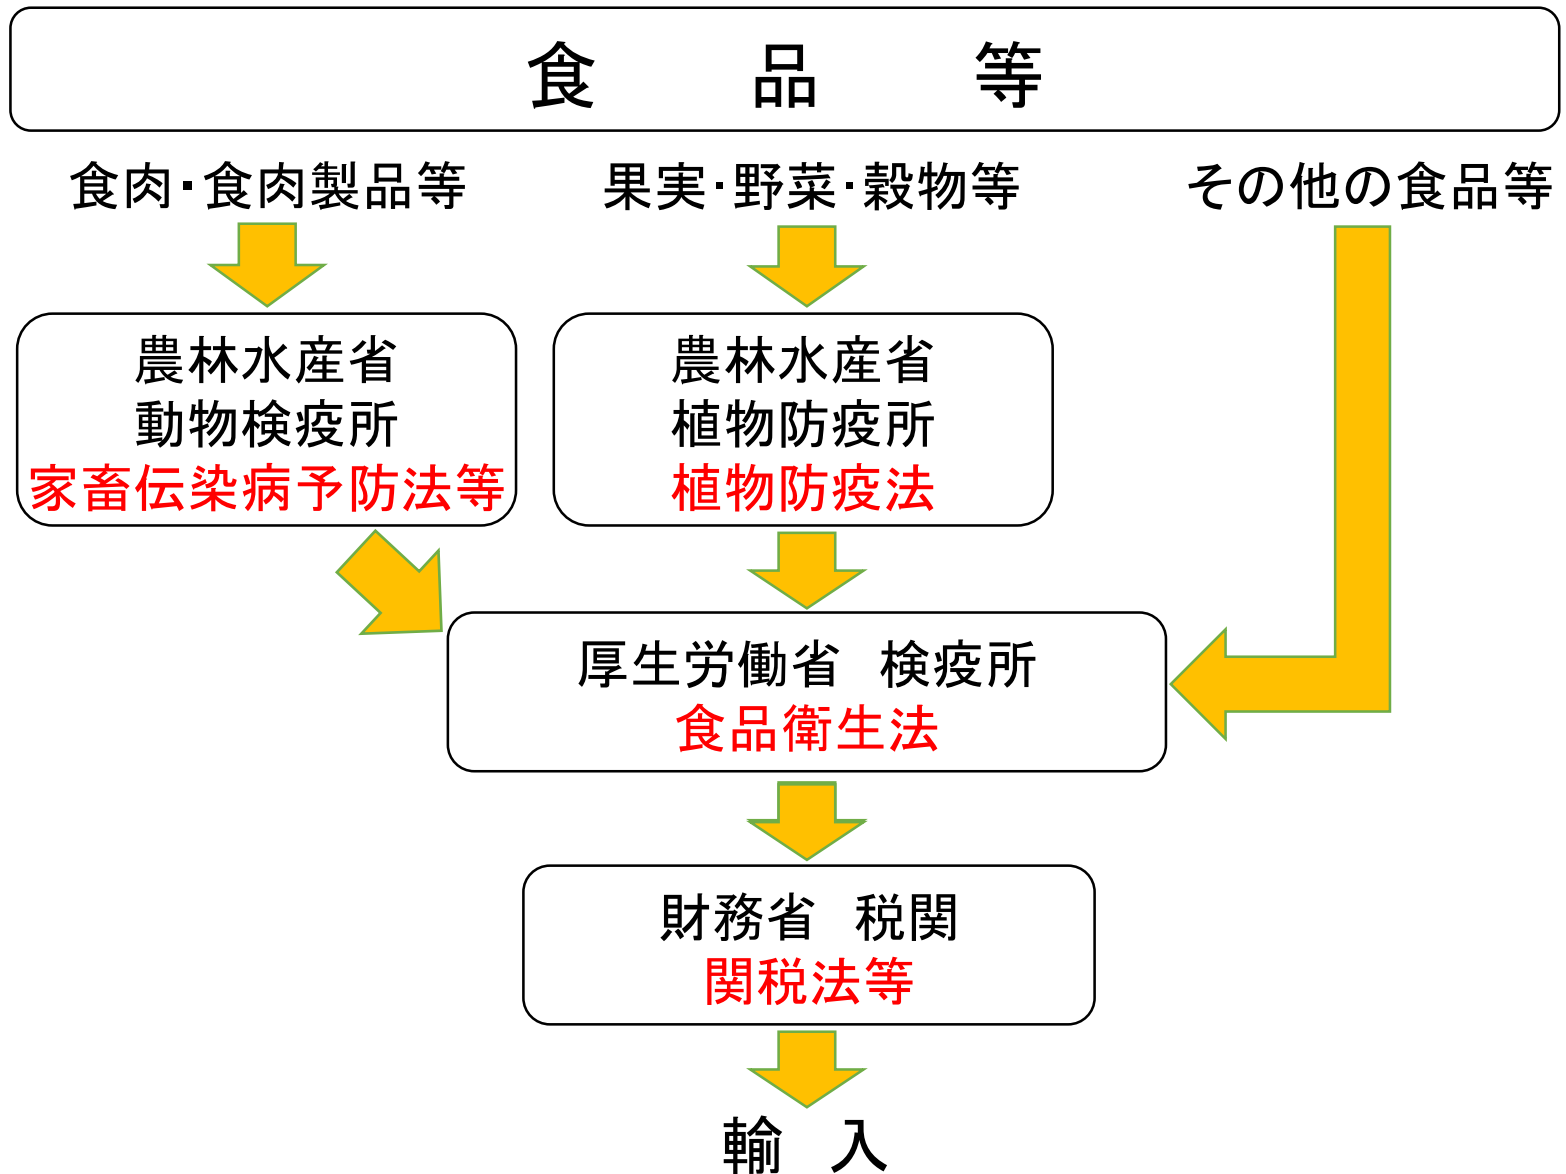 食 品 等
食肉・食肉製品等
果実・野菜・穀物等
その他の食品等
農林水産省
動物検疫所
家畜伝染病予防法等
農林水産省
植物防疫所
植物防疫法
厚生労働省 検疫所
食品衛生法
財務省 税関
関税法等
輸 入